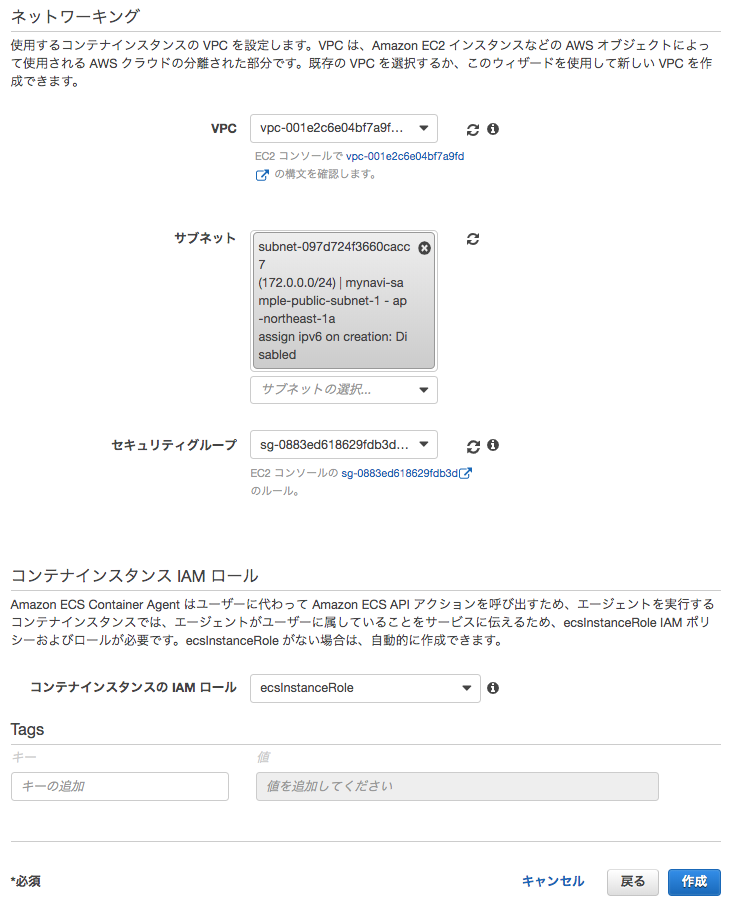 ネットワーキング
使用するコンテナインスタンスの VPC を設定します。VPC は、Amazon EC2 インスタンスなどの AWS オブジェクトによっ
て使用される AWS クラウドの分離された部分です。既存の VPC を選択するか、このウィザードを使用して新しい VPC を作
成できます。
VPC
vpc-001e2c6e04bf7a9f...
EC2 コンソールで vpc-001e2c6e04bf7a9fd
の構文を確認します。
サブネット
subnet-097d724f3660cacc
7
(172.0.0.0/24) | mynavi-sa
mple-public-subnet-1 - ap
-northeast-1a
assign ipv6 on creation: Di
sabled
サブネットの選択...
セキュリティグループ
sg-0883ed618629fdb3d...
EC2 コンソールの sg-0883ed618629fdb3d
のルール。
コンテナインスタンス IAM ロール
Amazon ECS Container Agent はユーザーに代わって Amazon ECS API アクションを呼び出すため、エージェントを実行する
コンテナインスタンスでは、エージェントがユーザーに属していることをサービスに伝えるため、ecsInstanceRole IAM ポリ
シーおよびロールが必要です。ecsInstanceRole がない場合は、自動的に作成できます。
コンテナインスタンスの IAM ロール
ecsInstanceRole
Tags
キー 値
キーの追加 値を追加してください
*必須 キャンセル 戻る 作成